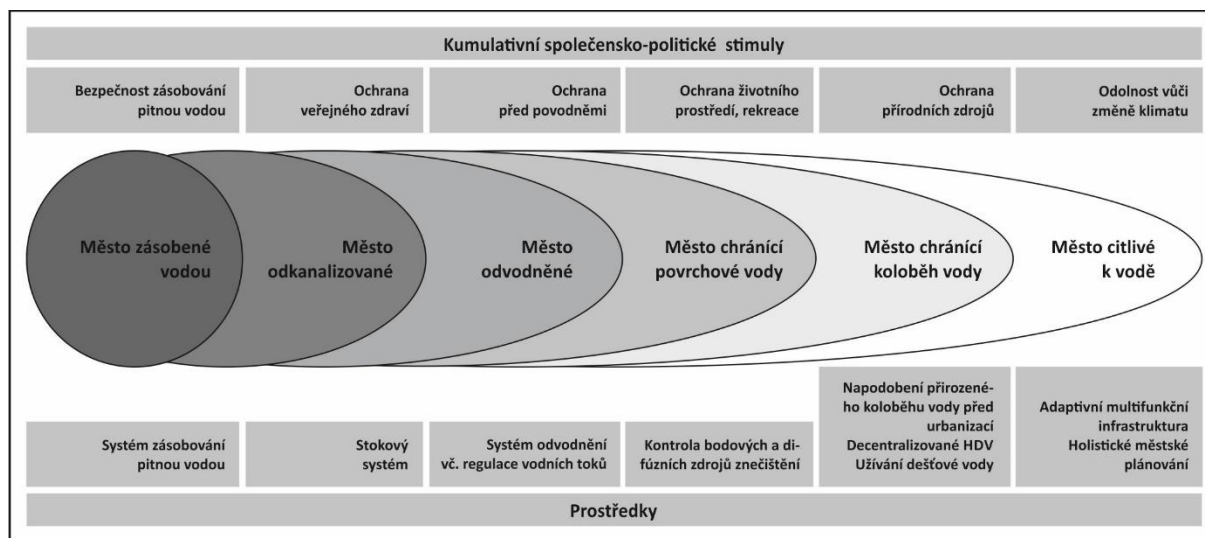 Kumulativní společensko-politické stimuly
Bezpečnost zásobování
pitnou vodou
Ochrana
veřejného zdraví
Ochrana
před povodněmi
Ochrana životního
prostředí, rekreace
Ochrana
přírodních zdrojů
Odolnost vůči
změně klimatu
Město zásobené
vodou
Město
odkanalizované
Město
odvodněné
Město chránící
povrchové vody
Město chránící
koloběh vody
Město citlivé
k vodě
Systém zásobování
pitnou vodou
Stokový
systém
Systém odvodnění
vč. regulace vodních toků
Kontrola bodových a di-
fúzních zdrojů znečištění
Napodobení přirozené-
ho koloběhu vody před
urbanizací
Decentralizované HDV
Užívání dešťové vody
Adaptivní multifunkční
infrastruktura
Holistické městské
plánování
Prostředky